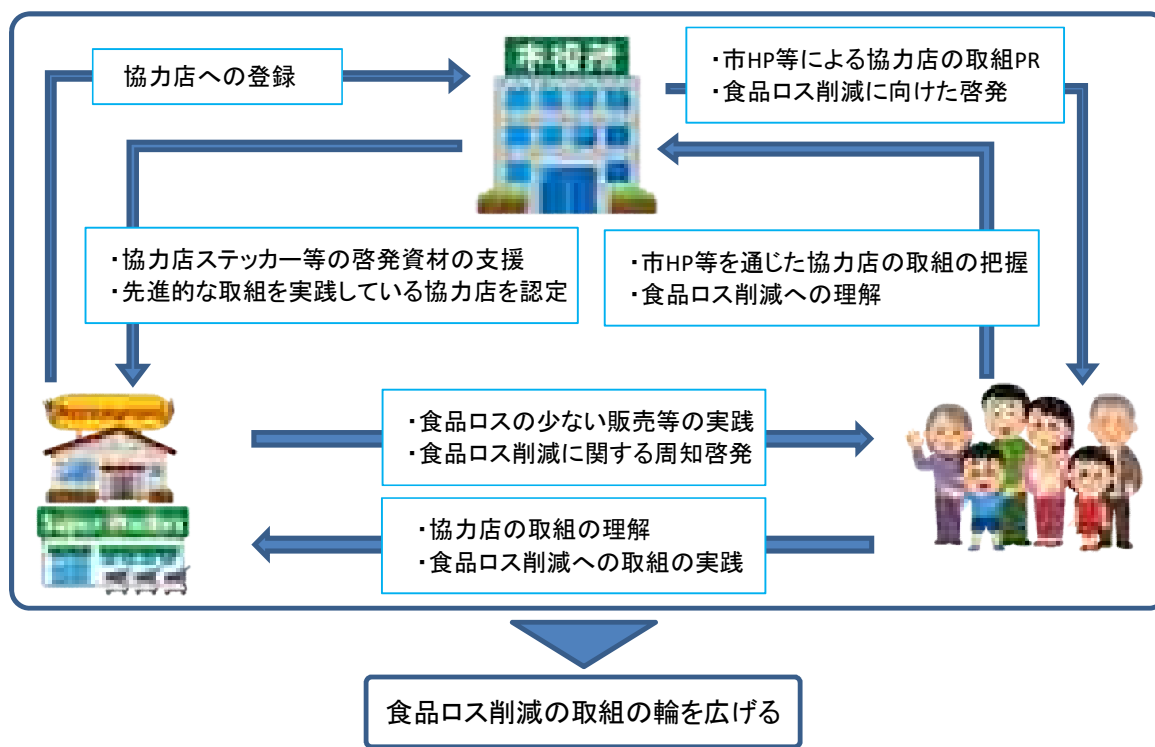 市役所
協力店への登録
・市HP等による協力店の取組PR
・食品ロス削減に向けた啓発
・協力店ステッカー等の啓発資材の支援
・先進的な取組を実践している協力店を認定
・市HP等を通じた協力店の取組の把握
・食品ロス削減への理解
・食品ロスの少ない販売等の実践
・食品ロス削減に関する周知啓発
Super Market
・協力店の取組の理解
・食品ロス削減への取組の実践
食品ロス削減の取組の輪を広げる